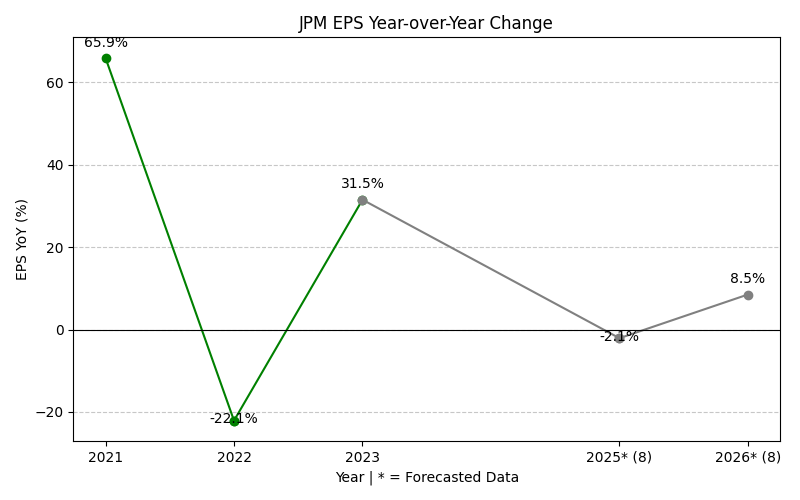 JPM EPS Year-over-Year Change
65.9%
60
40
31.5%
EPS YoY (%)
20
8.5%
0
-2.1%
−20
-22.1%
2021 2022 2023 2025* (8) 2026* (8)
Year | * = Forecasted Data